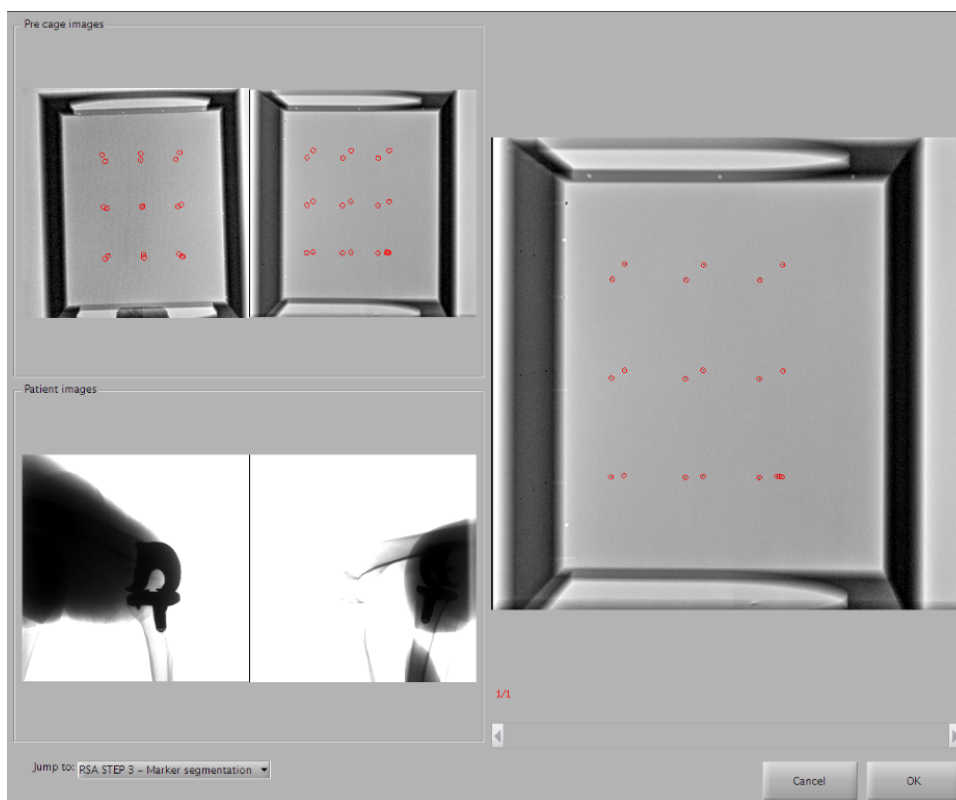 Pre cage images
Patient images
1/1
Jump to: RSA STEP 3 – Marker segmentation
Cancel
OK